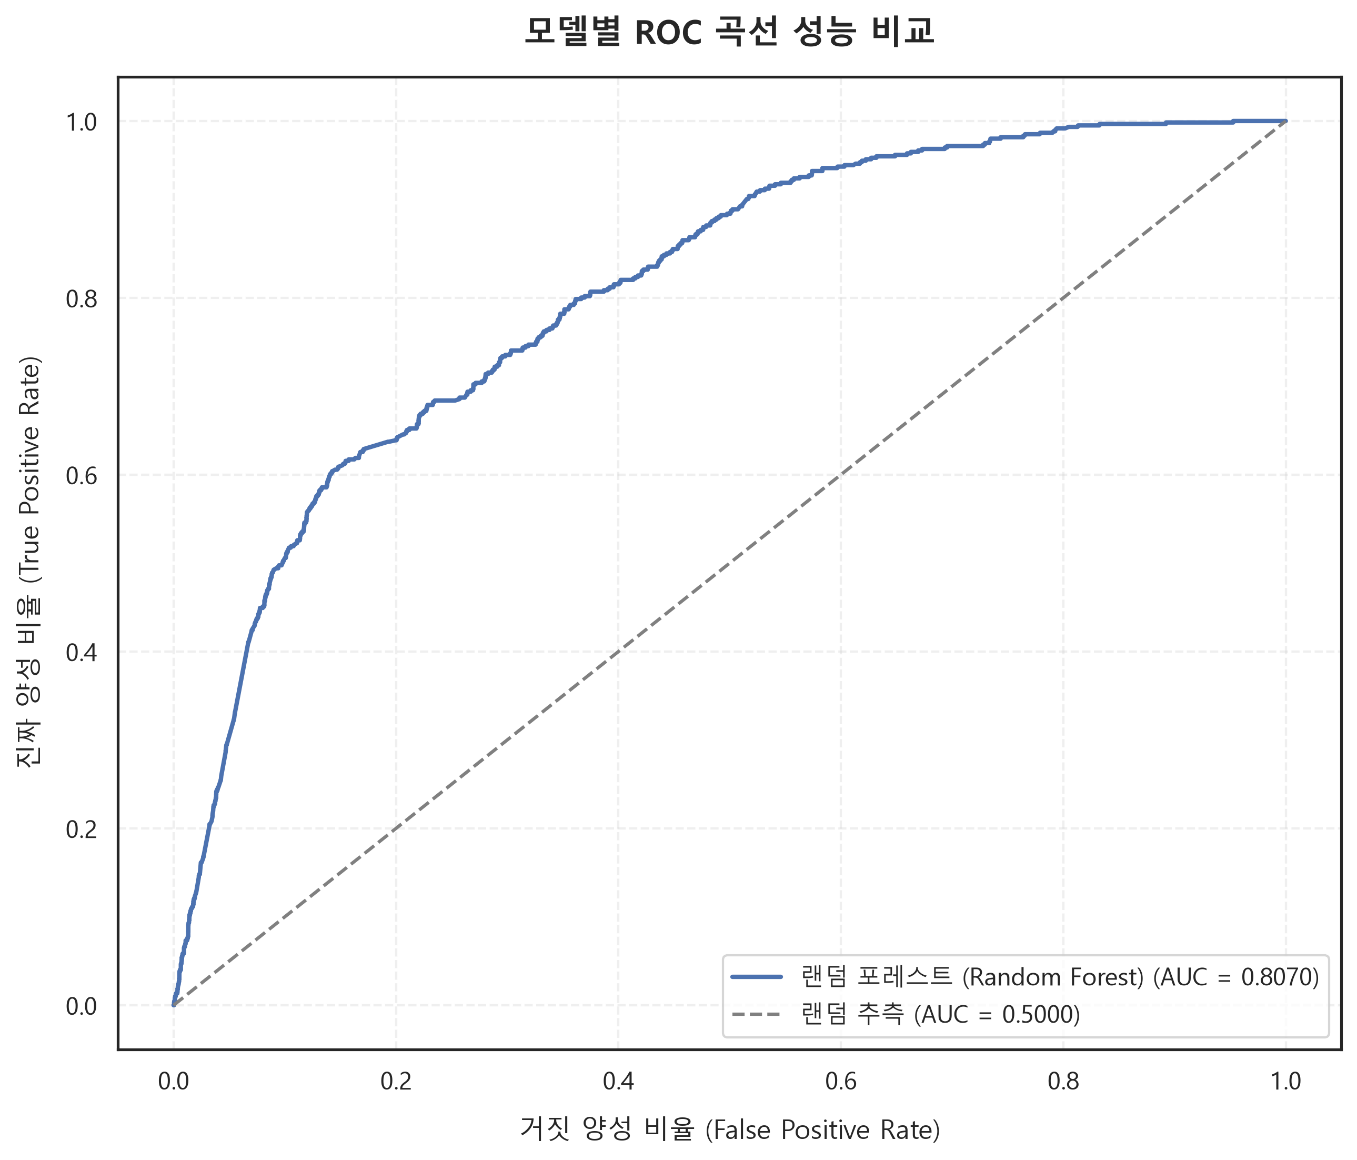 모델별 ROC 곡선 성능 비교
진짜 양성 비율 (True Positive Rate)
1.0
0.8
0.6
0.4
0.2
0.0
랜덤 포레스트 (Random Forest) (AUC = 0.8070)
랜덤 추측 (AUC = 0.5000)
0.0 0.2 0.4 0.6 0.8 1.0
거짓 양성 비율 (False Positive Rate)